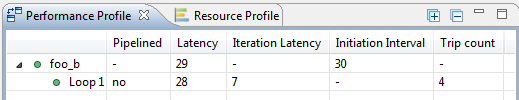 Performance Profile Resource Profile
Pipelined Latency Iteration Latency Initiation Interval Trip count
foo_b - 29 - 30 -
Loop 1 no 28 7 - 4